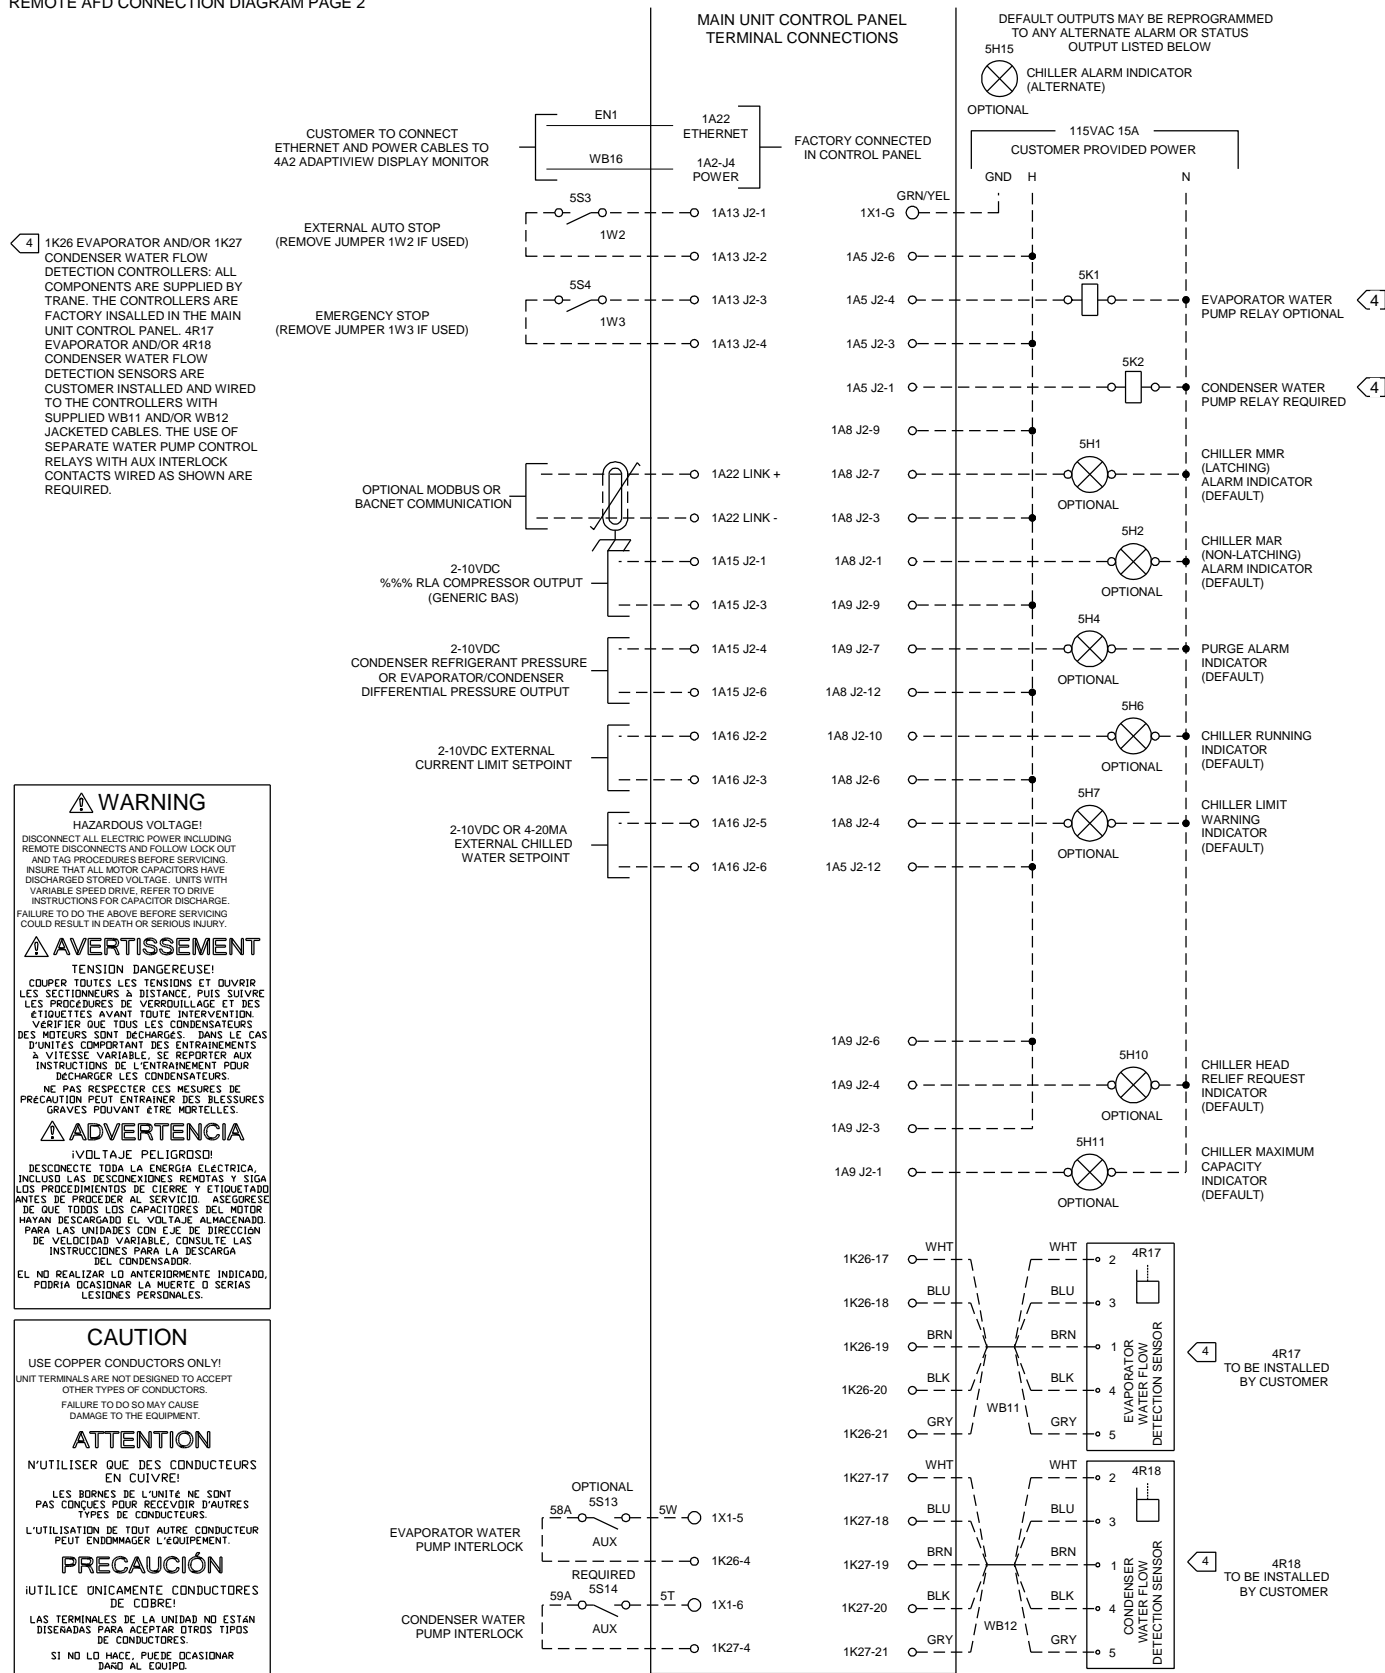 REMOTE AFD CONNECTION DIAGRAM PAGE 2
MAIN UNIT CONTROL PANEL
TERMINAL CONNECTIONS
DEFAULT OUTPUTS MAY BE REPROGRAMMED
TO ANY ALTERNATE ALARM OR STATUS
OUTPUT LISTED BELOW
5H15
CHILLER ALARM INDICATOR
(ALTERNATE)
OPTIONAL
115VAC 15A
CUSTOMER PROVIDED POWER
GND H N
CUSTOMER TO CONNECT
ETHERNET AND POWER CABLES TO
4A2 ADAPTIVIEW DISPLAY MONITOR
EN1
WB16
1A22
ETHERNET
1A2-J4
POWER
FACTORY CONNECTED
IN CONTROL PANEL
4
1K26 EVAPORATOR AND/OR 1K27
CONDENSER WATER FLOW
DETECTION CONTROLLERS: ALL
COMPONENTS ARE SUPPLIED BY
TRANE. THE CONTROLLERS ARE
FACTORY INSALLED IN THE MAIN
UNIT CONTROL PANEL. 4R17
EVAPORATOR AND/OR 4R18
CONDENSER WATER FLOW
DETECTION SENSORS ARE
CUSTOMER INSTALLED AND WIRED
TO THE CONTROLLERS WITH
SUPPLIED WB11 AND/OR WB12
JACKETED CABLES. THE USE OF
SEPARATE WATER PUMP CONTROL
RELAYS WITH AUX INTERLOCK
CONTACTS WIRED AS SHOWN ARE
REQUIRED.
EXTERNAL AUTO STOP
(REMOVE JUMPER 1W2 IF USED)
5S3
1W2
1A13 J2-1
1A13 J2-2
EMERGENCY STOP
(REMOVE JUMPER 1W3 IF USED)
5S4
1W3
1A13 J2-3
1A13 J2-4
OPTIONAL MODBUS OR
BACNET COMMUNICATION
1A22 LINK +
1A22 LINK -
2-10VDC
%%% RLA COMPRESSOR OUTPUT
(GENERIC BAS)
1A15 J2-1
1A15 J2-3
2-10VDC
CONDENSER REFRIGERANT PRESSURE
OR EVAPORATOR/CONDENSER
DIFFERENTIAL PRESSURE OUTPUT
1A15 J2-4
1A15 J2-6
2-10VDC EXTERNAL
CURRENT LIMIT SETPOINT
1A16 J2-2
1A16 J2-3
2-10VDC OR 4-20MA
EXTERNAL CHILLED
WATER SETPOINT
1A16 J2-5
1A16 J2-6
GRN/YEL
1X1-G
1A5 J2-6
1A5 J2-4
5K1
EVAPORATOR WATER
PUMP RELAY OPTIONAL
4
1A5 J2-3
1A5 J2-1
5K2
CONDENSER WATER
PUMP RELAY REQUIRED
4
1A8 J2-9
1A8 J2-7
5H1
OPTIONAL
CHILLER MMR
(LATCHING)
ALARM INDICATOR
(DEFAULT)
1A8 J2-3
1A8 J2-1
5H2
OPTIONAL
CHILLER MAR
(NON-LATCHING)
ALARM INDICATOR
(DEFAULT)
1A9 J2-9
1A9 J2-7
5H4
OPTIONAL
PURGE ALARM
INDICATOR
(DEFAULT)
1A8 J2-12
1A8 J2-10
5H6
OPTIONAL
CHILLER RUNNING
INDICATOR
(DEFAULT)
1A8 J2-6
1A8 J2-4
5H7
OPTIONAL
CHILLER LIMIT
WARNING
INDICATOR
(DEFAULT)
1A5 J2-12
1A9 J2-6
1A9 J2-4
5H10
OPTIONAL
CHILLER HEAD
RELIEF REQUEST
INDICATOR
(DEFAULT)
1A9 J2-3
1A9 J2-1
5H11
OPTIONAL
CHILLER MAXIMUM
CAPACITY
INDICATOR
(DEFAULT)
WARNING
HAZARDOUS VOLTAGE!
DISCONNECT ALL ELECTRIC POWER INCLUDING
REMOTE DISCONNECTS AND FOLLOW LOCK OUT
AND TAG PROCEDURES BEFORE SERVICING.
INSURE THAT ALL MOTOR CAPACITORS HAVE
DISCHARGED STORED VOLTAGE. UNITS WITH
VARIABLE SPEED DRIVE, REFER TO DRIVE
INSTRUCTIONS FOR CAPACITOR DISCHARGE.
FAILURE TO DO THE ABOVE BEFORE SERVICING
COULD RESULT IN DEATH OR SERIOUS INJURY.
AVERTISSEMENT
TENSION DANGEREUSE!
COUPER TOUTES LES TENSIONS ET OUVRIR
LES SECTIONNEURS à DISTANCE, PUIS SUIVRE
LES PROCéDURES DE VERROUILLAGE ET DES
éTIQUETTES AVANT TOUTE INTERVENTION.
VéRIFIER QUE TOUS LES CONDENSATEURS
DES MOTEURS SONT DéCHARGéS. DANS LE CAS
D'UNITéS COMPORTANT DES ENTRAîNEMENTS
à VITESSE VARIABLE, SE REPORTER AUX
INSTRUCTIONS DE L'ENTRAîNEMENT POUR
DéCHARGER LES CONDENSATEURS.
NE PAS RESPECTER CES MESURES DE
PRéCAUTION PEUT ENTRAîNER DES BLESSURES
GRAVES POUVANT êTRE MORTELLES.
ADVERTENCIA
¡VOLTAJE PELIGROSO!
DESCONECTE TODA LA ENERGíA ELéCTRICA,
INCLUSO LAS DESCONEXIONES REMOTAS Y SIGA
LOS PROCEDIMIENTOS DE CIERRE Y ETIQUETADO
ANTES DE PROCEDER AL SERVICIO. ASEGúRESE
DE QUE TODOS LOS CAPACITORES DEL MOTOR
HAYAN DESCARGADO EL VOLTAJE ALMACENADO.
PARA LAS UNIDADES CON EJE DE DIRECCIóN
DE VELOCIDAD VARIABLE, CONSULTE LAS
INSTRUCCIONES PARA LA DESCARGA
DEL CONDENSADOR.
EL NO REALIZAR LO ANTERIORMENTE INDICADO,
PODRíA OCASIONAR LA MUERTE O SERIAS
LESIONES PERSONALES.
CAUTION
USE COPPER CONDUCTORS ONLY!
UNIT TERMINALS ARE NOT DESIGNED TO ACCEPT
OTHER TYPES OF CONDUCTORS.
FAILURE TO DO SO MAY CAUSE
DAMAGE TO THE EQUIPMENT.
ATTENTION
N'UTILISER QUE DES CONDUCTEURS
EN CUIVRE!
LES BORNES DE L'UNITé NE SONT
PAS CONÇUES POUR RECEVOIR D'AUTRES
TYPES DE CONDUCTEURS.
L'UTILISATION DE TOUT AUTRE CONDUCTEUR
PEUT ENDOMMAGER L'éQUIPEMENT.
PRECAUCIÓN
¡UTILICE ÚNICAMENTE CONDUCTORES
DE COBRE!
LAS TERMINALES DE LA UNIDAD NO ESTáN
DISEÑADAS PARA ACEPTAR OTROS TIPOS
DE CONDUCTORES.
SI NO LO HACE, PUEDE OCASIONAR
DAÑO AL EQUIPO.
1K26-17 WHT WHT 2
1K26-18 BLU BLU 3
1K26-19 BRN BRN 1
1K26-20 BLK BLK 4
1K26-21 GRY GRY 5
WB11
4R17
EVAPORATOR
WATER FLOW
DETECTION SENSOR
4
4R17
TO BE INSTALLED
BY CUSTOMER
1K27-17 WHT WHT 2
1K27-18 BLU BLU 3
1K27-19 BRN BRN 1
1K27-20 BLK BLK 4
1K27-21 GRY GRY 5
WB12
4R18
CONDENSER
WATER FLOW
DETECTION SENSOR
4
4R18
TO BE INSTALLED
BY CUSTOMER
EVAPORATOR WATER
PUMP INTERLOCK
OPTIONAL
58A 5S13 5W
AUX
1X1-5
1K26-4
CONDENSER WATER
PUMP INTERLOCK
REQUIRED
59A 5S14 5T
AUX
1X1-6
1K27-4